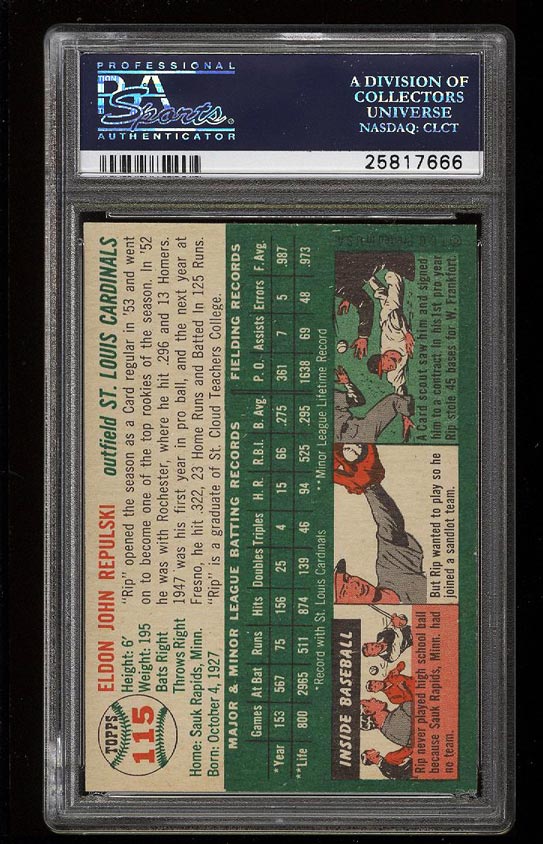 PROFESSIONAL
PSA
Sports
AUTHENTICATOR
A DIVISION OF
COLLECTORS
UNIVERSE
NASDAQ: CLCT
25817666
TOPPS
115
ELDON JOHN REPULSKI
outfield ST. LOUIS CARDINALS
Height: 6'
Weight: 195
Bats Right
Throws Right
Home: Sauk Rapids, Minn.
Born: October 4, 1927
"Rip" opened the season as a Card regular in '53 and went
on to become one of the top rookies of the season. In '52
he was with Rochester, where he hit .296 and 13 Homers.
1947 was his first year in pro ball, and the next year at
Fresno, he hit .322, 23 Home Runs and Batted In 125 Runs.
"Rip" is a graduate of St. Cloud Teachers College.
MAJOR & MINOR LEAGUE BATTING RECORDS FIELDING RECORDS
Games At Bat Runs Hits Doubles Triples H. R. R.B.I. B. Avg. P. O. Assists Errors F. Avg.
*Year 153 567 75 156 25 4 15 66 .275 361 7 5 .987
**Life 800 2965 511 874 139 46 94 525 .295 1638 69 48 .973
*Record with St. Louis Cardinals **Minor League Lifetime Record
INSIDE BASEBALL
Rip never played high school ball
because Sauk Rapids, Minn. had
no team.
But Rip wanted to play so he
joined a sandlot team.
A Card scout saw him and signed
him to a contract. In his 1st pro year
Rip stole 45 bases for W. Frankfort.